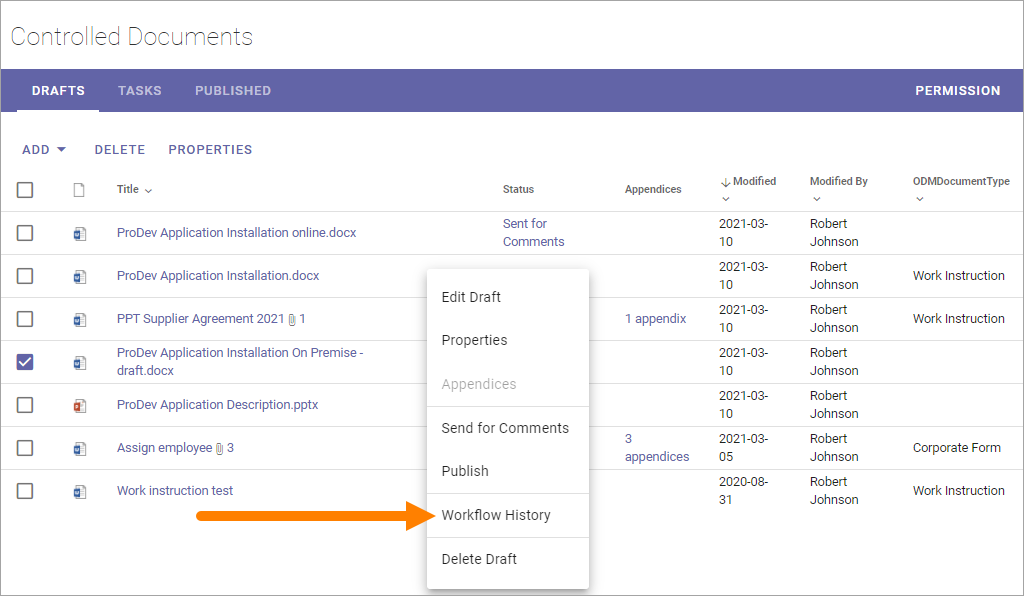 Controlled Documents
DRAFTS TASKS PUBLISHED PERMISSION
ADD DELETE PROPERTIES
Title Status Appendices Modified Modified By ODMDocumentType
ProDev Application Installation online.docx Sent for 2021-03- Robert
Comments 10 Johnson
ProDev Application Installation.docx 2021-03- Robert Work Instruction
10 Johnson
PPT Supplier Agreement 2021 1 1 appendix 2021-03- Robert Work Instruction
10 Johnson
ProDev Application Installation On Premise - 2021-03- Robert
draft.docx 10 Johnson
ProDev Application Description.pptx 2021-03- Robert
10 Johnson
Assign employee 3 3 2021-03- Robert Corporate Form
appendices 05 Johnson
Work instruction test 2020-08- Robert Work Instruction
31 Johnson
Edit Draft
Properties
Appendices
Send for Comments
Publish
Workflow History
Delete Draft